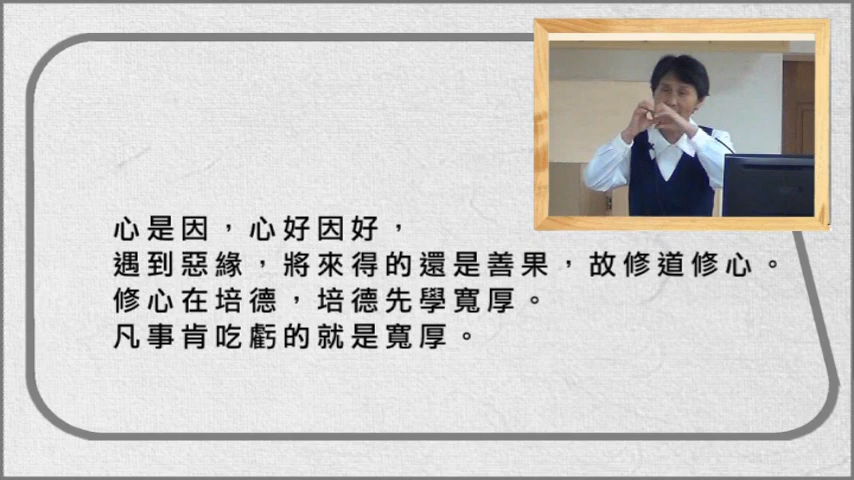 心是因，心好因好，
遇到惡緣，將來得的還是善果，故修道修心。
修心在培德，培德先學寬厚。
凡事肯吃虧的就是寬厚。